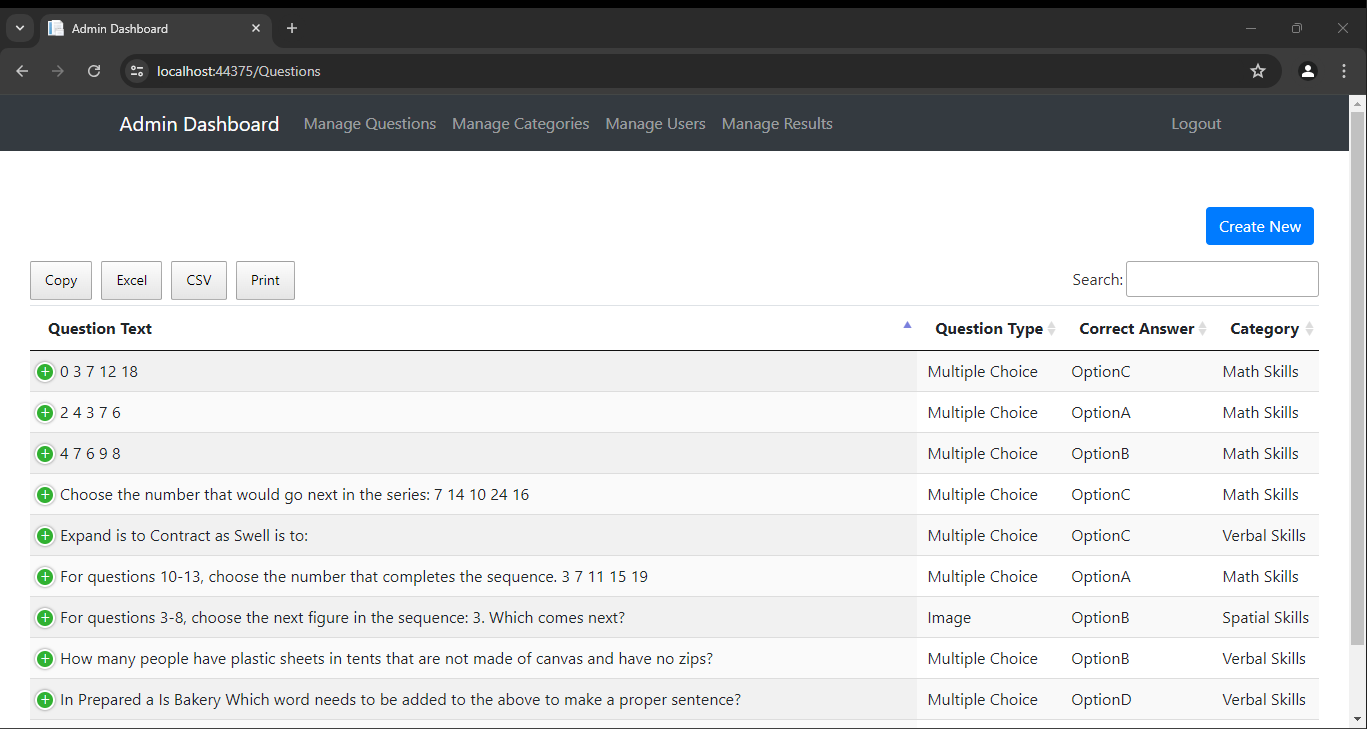 Admin Dashboard
localhost:44375/Questions
Admin Dashboard Manage Questions Manage Categories Manage Users Manage Results Logout
Create New
Copy Excel CSV Print Search:
Question Text Question Type Correct Answer Category
0 3 7 12 18 Multiple Choice OptionC Math Skills
2 4 3 7 6 Multiple Choice OptionA Math Skills
4 7 6 9 8 Multiple Choice OptionB Math Skills
Choose the number that would go next in the series: 7 14 10 24 16 Multiple Choice OptionC Math Skills
Expand is to Contract as Swell is to: Multiple Choice OptionC Verbal Skills
For questions 10-13, choose the number that completes the sequence. 3 7 11 15 19 Multiple Choice OptionA Math Skills
For questions 3-8, choose the next figure in the sequence: 3. Which comes next? Image OptionB Spatial Skills
How many people have plastic sheets in tents that are not made of canvas and have no zips? Multiple Choice OptionB Verbal Skills
In Prepared a Is Bakery Which word needs to be added to the above to make a proper sentence? Multiple Choice OptionD Verbal Skills